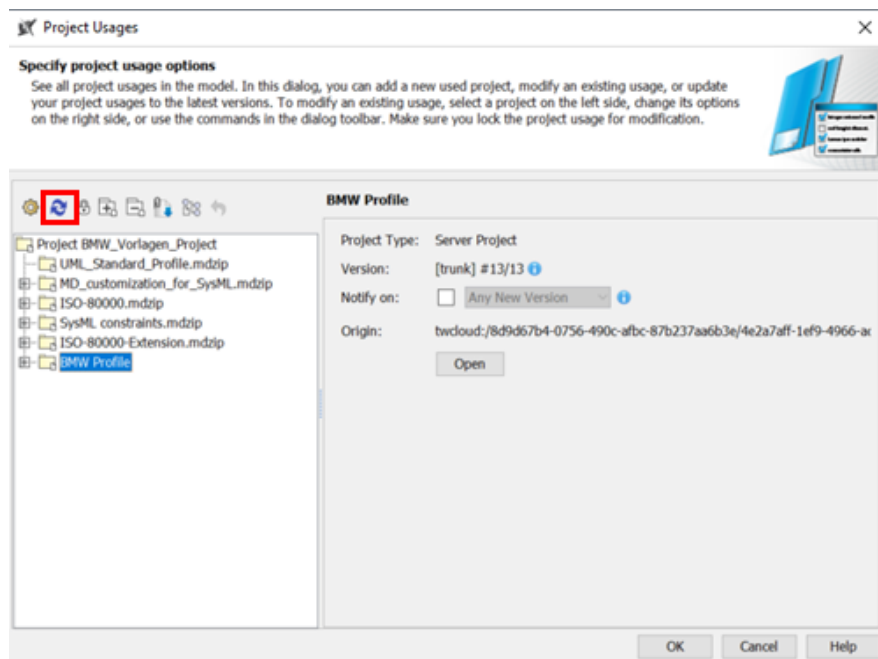 Project Usages
Specify project usage options
See all project usages in the model. In this dialog, you can add a new used project, modify an existing usage, or update
your project usages to the latest versions. To modify an existing usage, select a project on the left side, change its options
on the right side, or use the commands in the dialog toolbar. Make sure you lock the project usage for modification.
Project BMW_Vorlagen_Project
UML_Standard_Profile.mdzip
MD_customization_for_SysML.mdzip
ISO-80000.mdzip
SysML constraints.mdzip
ISO-80000-Extension.mdzip
BMW Profile
BMW Profile
Project Type: Server Project
Version: [trunk] #13/13
Notify on: Any New Version
Origin: twcloud:/8d9d67b4-0756-490c-afbc-87b237aa6b3e/4e2a7aff-1ef9-4966-ac
Open
OK Cancel Help